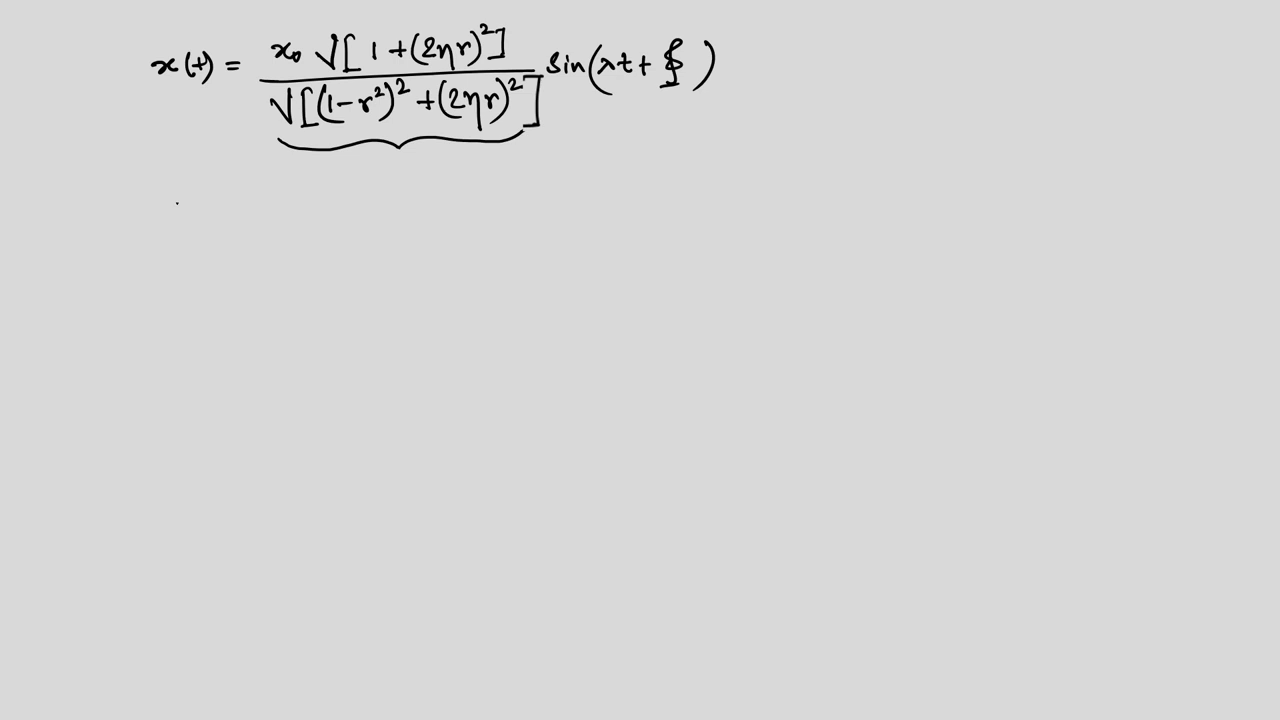 x(t) = x₀ √[1+(2ηr)²] / √[(1-r²)²+(2ηr)²] sin(λt+ )